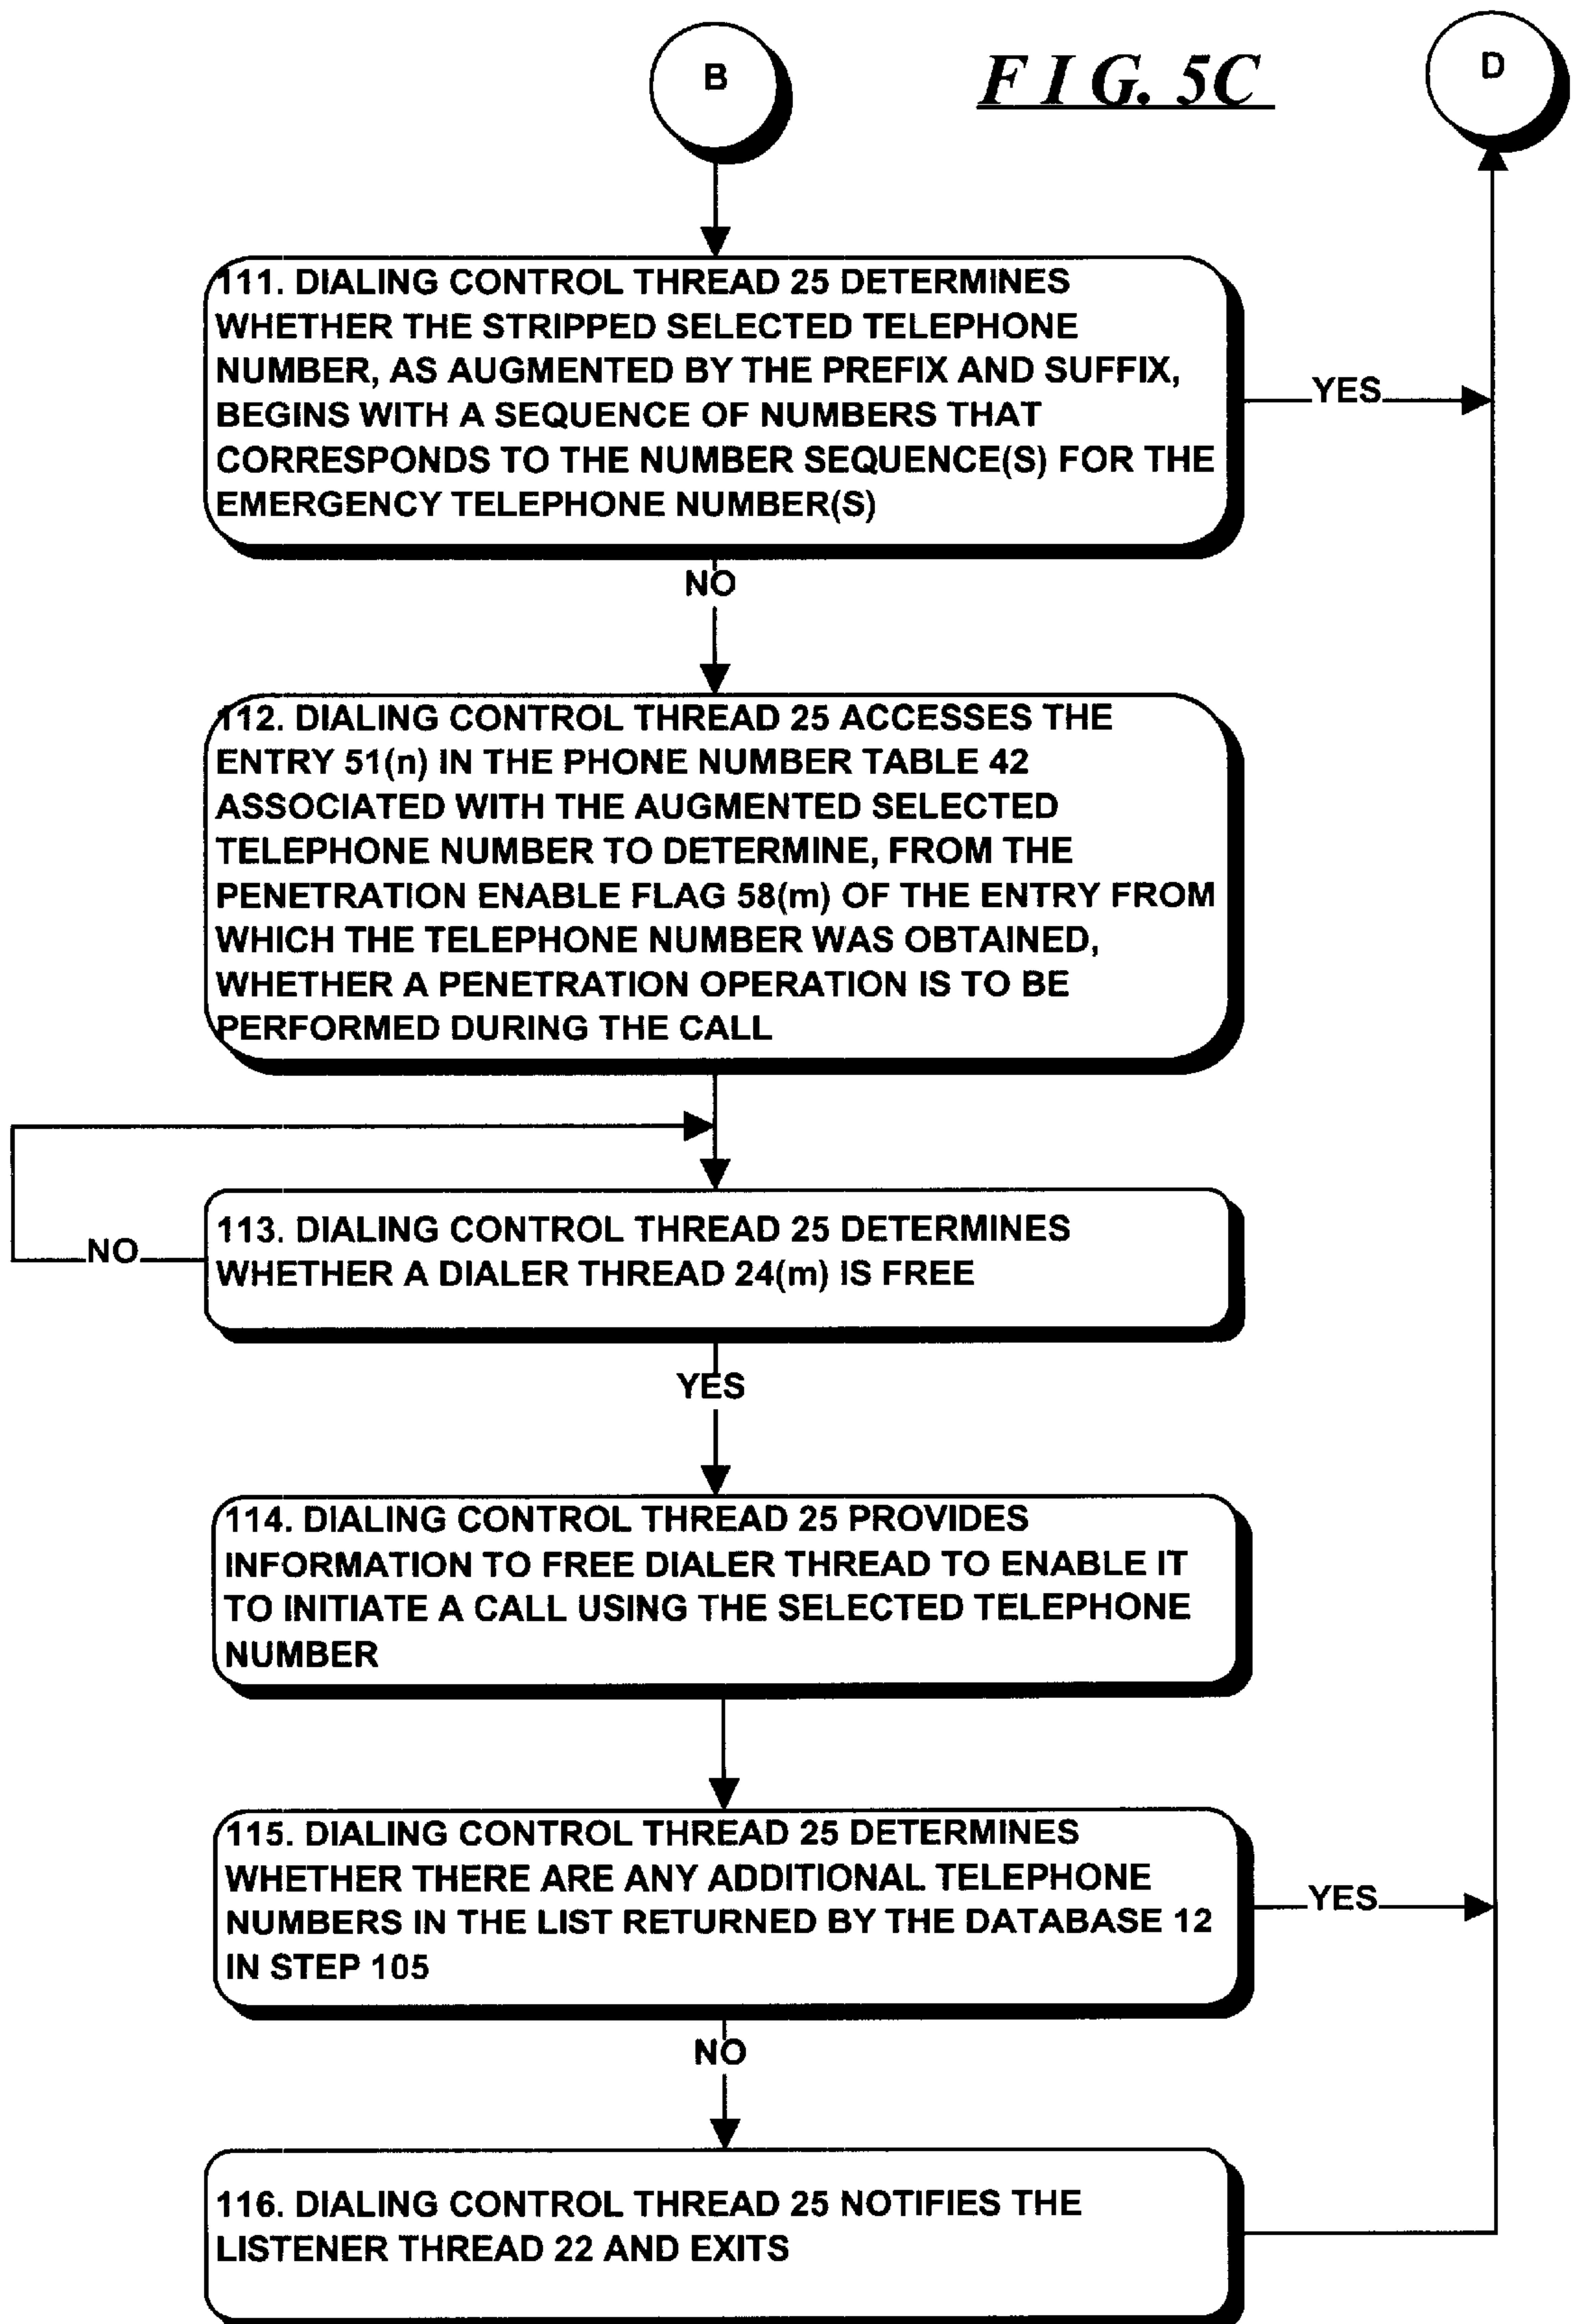 B
FIG. 5C
D
111. DIALING CONTROL THREAD 25 DETERMINES
WHETHER THE STRIPPED SELECTED TELEPHONE
NUMBER, AS AUGMENTED BY THE PREFIX AND SUFFIX,
BEGINS WITH A SEQUENCE OF NUMBERS THAT
CORRESPONDS TO THE NUMBER SEQUENCE(S) FOR THE
EMERGENCY TELEPHONE NUMBER(S)
YES
NO
112. DIALING CONTROL THREAD 25 ACCESSES THE
ENTRY 51(n) IN THE PHONE NUMBER TABLE 42
ASSOCIATED WITH THE AUGMENTED SELECTED
TELEPHONE NUMBER TO DETERMINE, FROM THE
PENETRATION ENABLE FLAG 58(m) OF THE ENTRY FROM
WHICH THE TELEPHONE NUMBER WAS OBTAINED,
WHETHER A PENETRATION OPERATION IS TO BE
PERFORMED DURING THE CALL
113. DIALING CONTROL THREAD 25 DETERMINES
WHETHER A DIALER THREAD 24(m) IS FREE
NO
YES
114. DIALING CONTROL THREAD 25 PROVIDES
INFORMATION TO FREE DIALER THREAD TO ENABLE IT
TO INITIATE A CALL USING THE SELECTED TELEPHONE
NUMBER
115. DIALING CONTROL THREAD 25 DETERMINES
WHETHER THERE ARE ANY ADDITIONAL TELEPHONE
NUMBERS IN THE LIST RETURNED BY THE DATABASE 12
IN STEP 105
YES
NO
116. DIALING CONTROL THREAD 25 NOTIFIES THE
LISTENER THREAD 22 AND EXITS